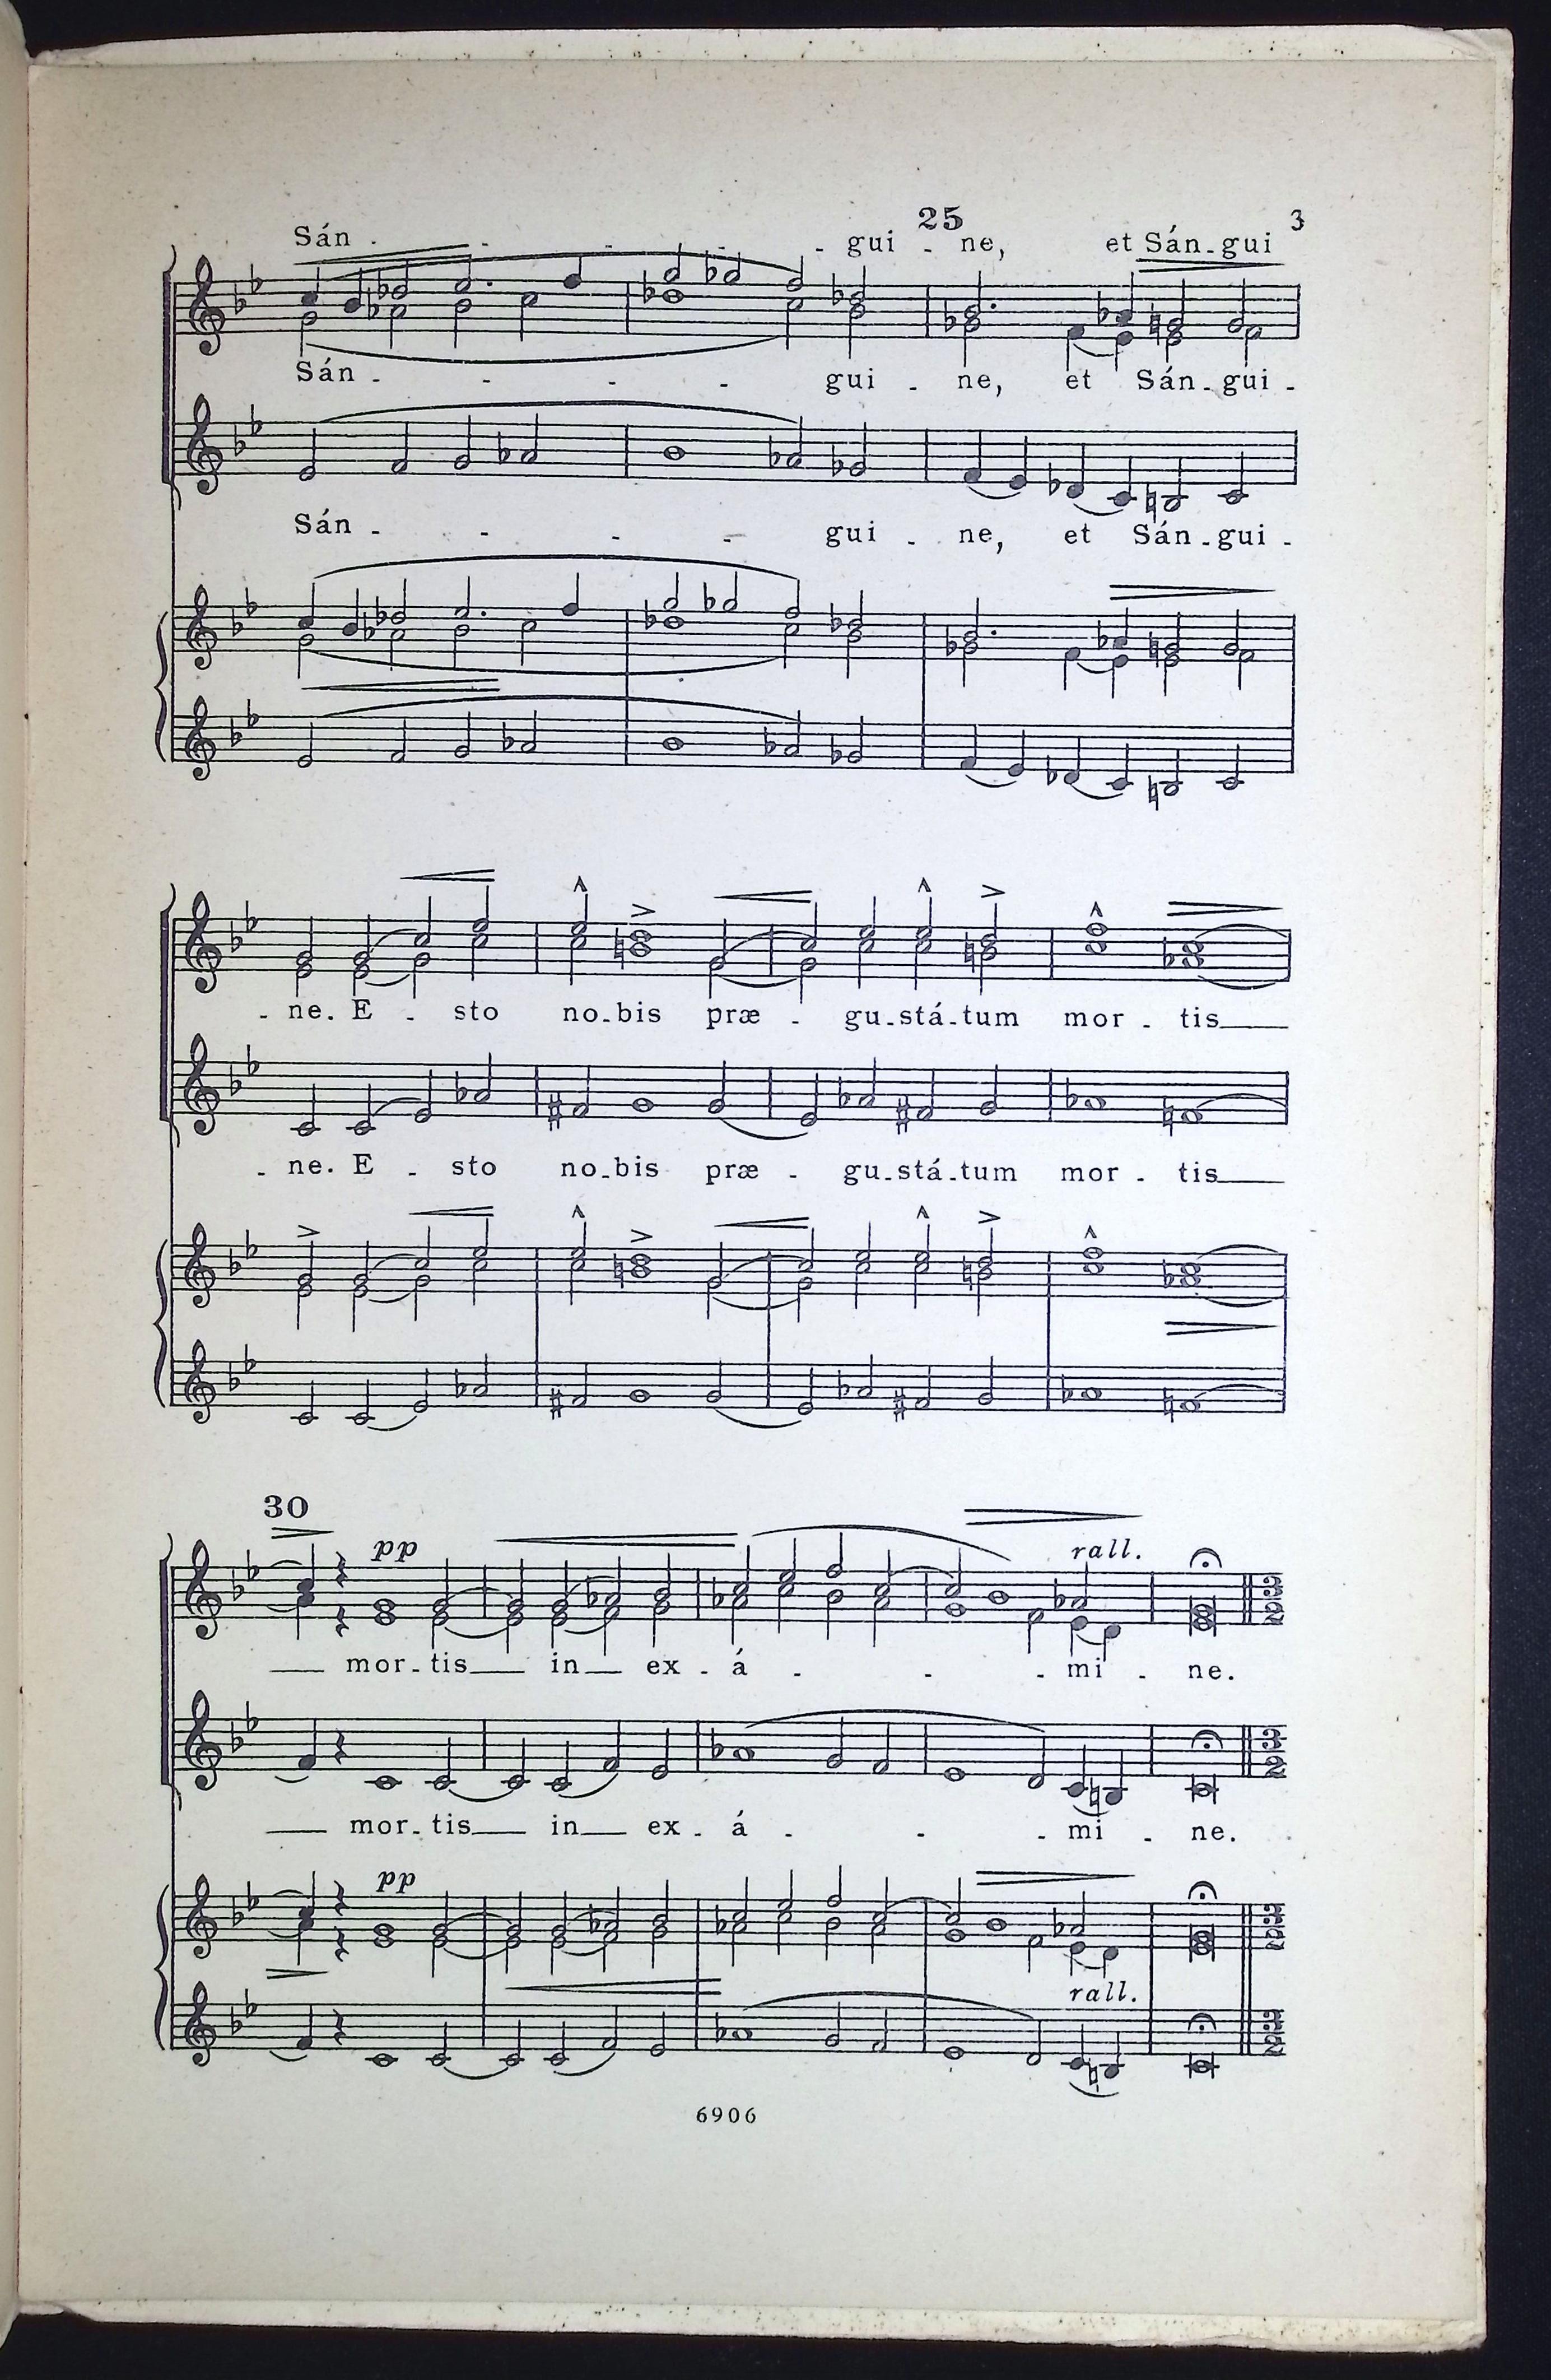 25
3
Sán - - - - - gui - ne, et Sán-gui
Sán - - - - gui - ne, et Sán-gui-
Sán - - - - gui - ne, et Sán-gui-
- ne. E - sto no-bis præ - gu-stá-tum mor - tis
- ne. E - sto no-bis præ - gu-stá-tum mor - tis
30
pp
rall.
mor-tis in ex - á - - - mi - ne.
mor-tis in ex - á - - - mi - ne.
pp
rall.
6906